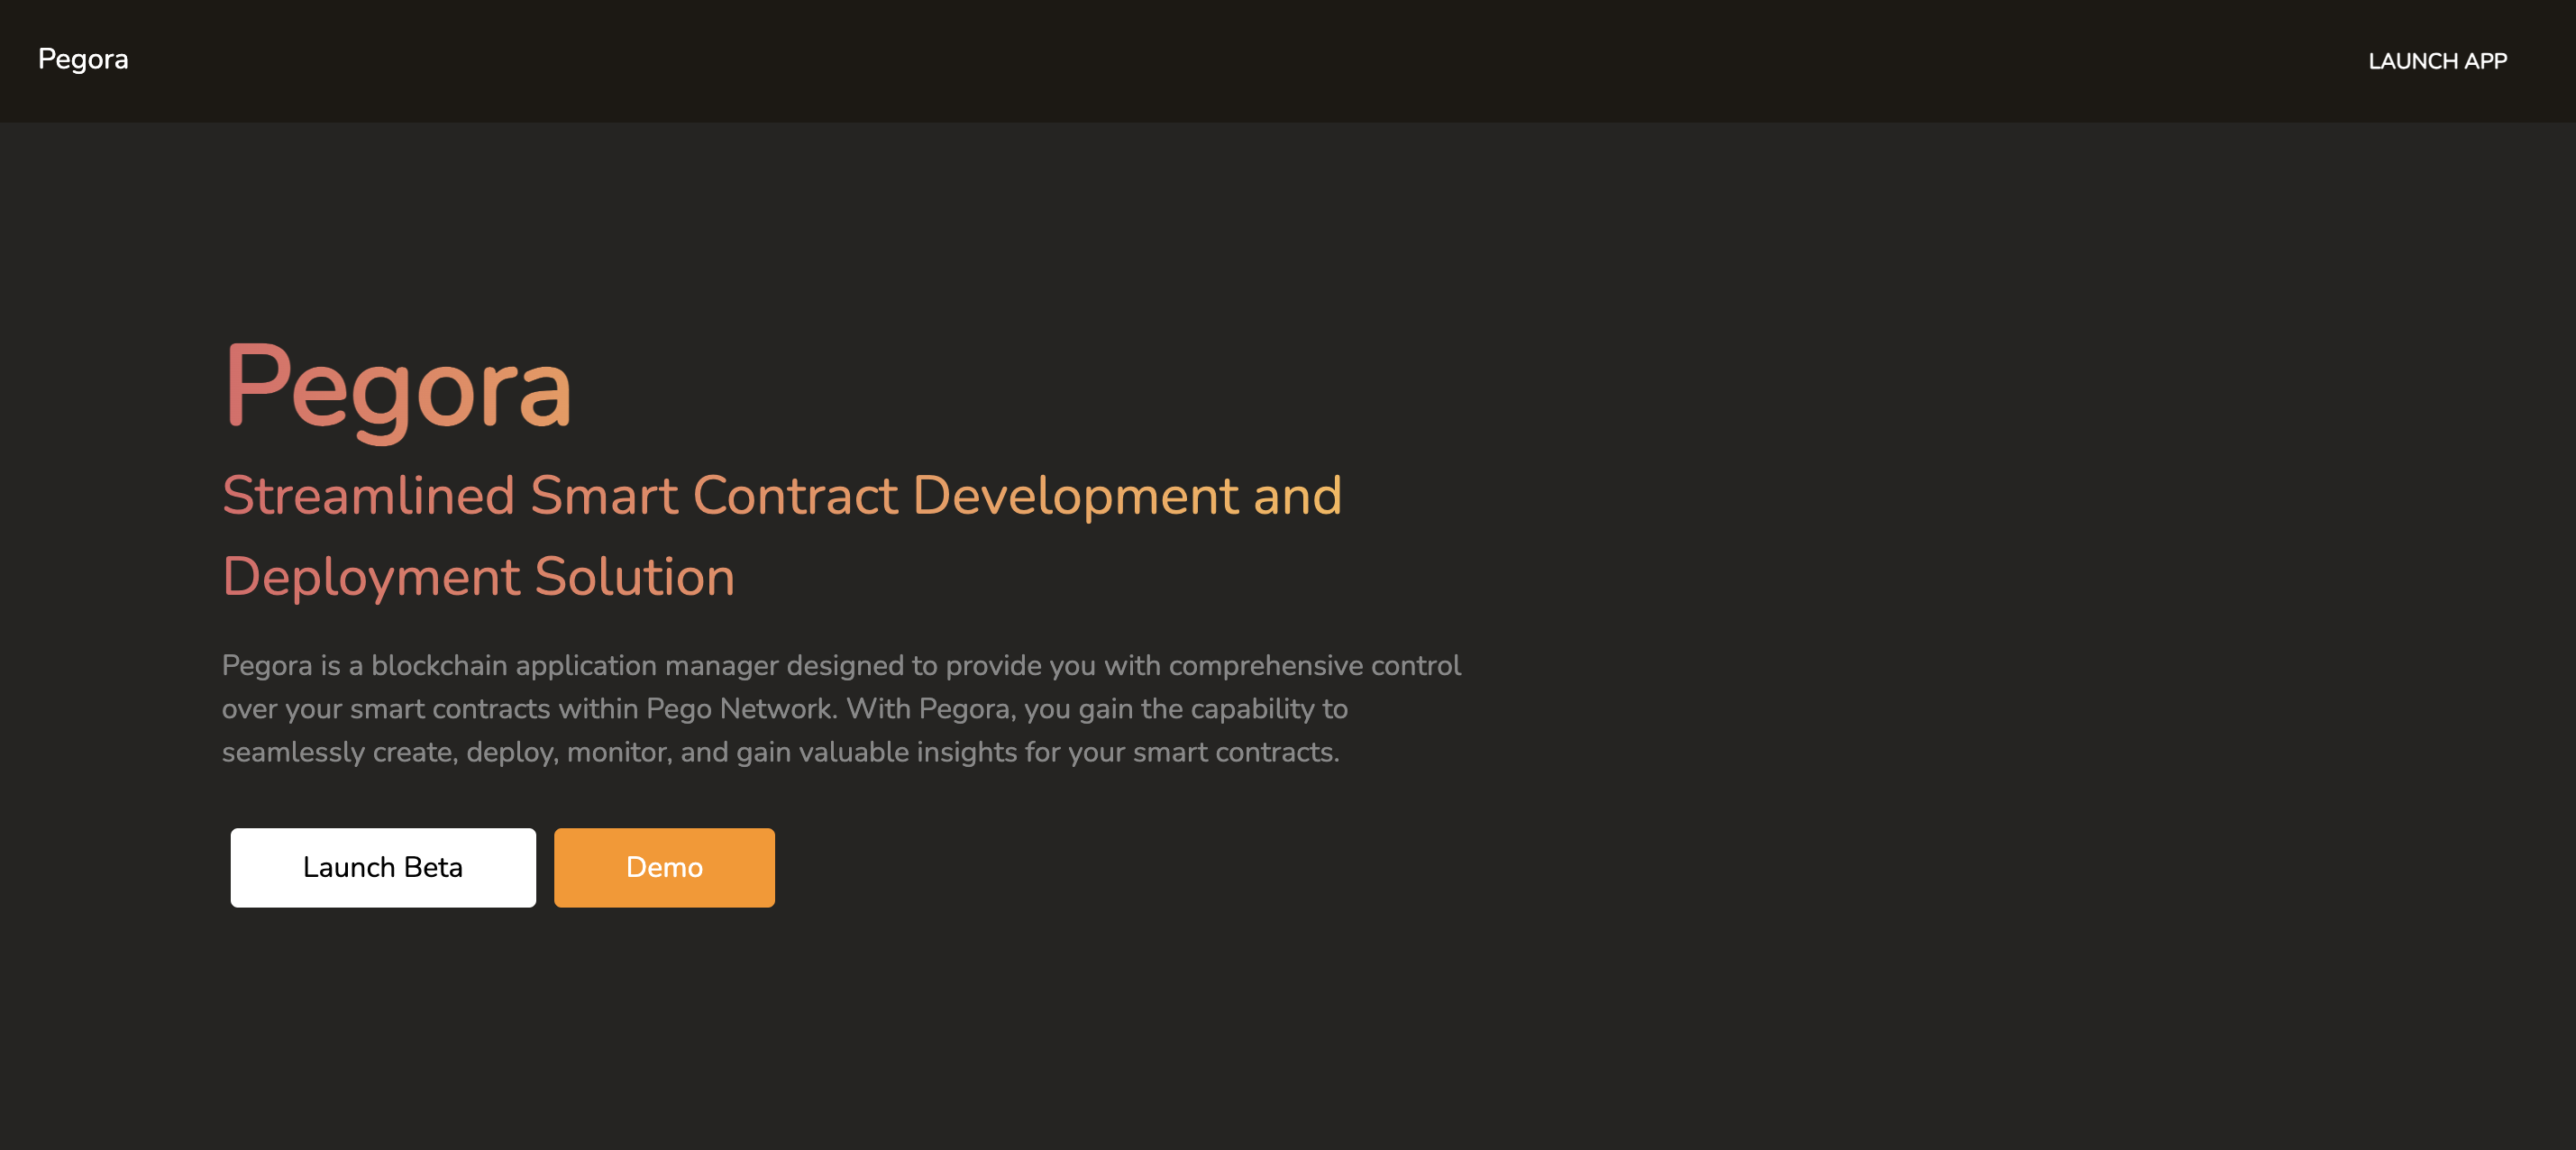 Pegora
LAUNCH APP
Pegora
Streamlined Smart Contract Development and
Deployment Solution
Pegora is a blockchain application manager designed to provide you with comprehensive control
over your smart contracts within Pego Network. With Pegora, you gain the capability to
seamlessly create, deploy, monitor, and gain valuable insights for your smart contracts.
Launch Beta
Demo